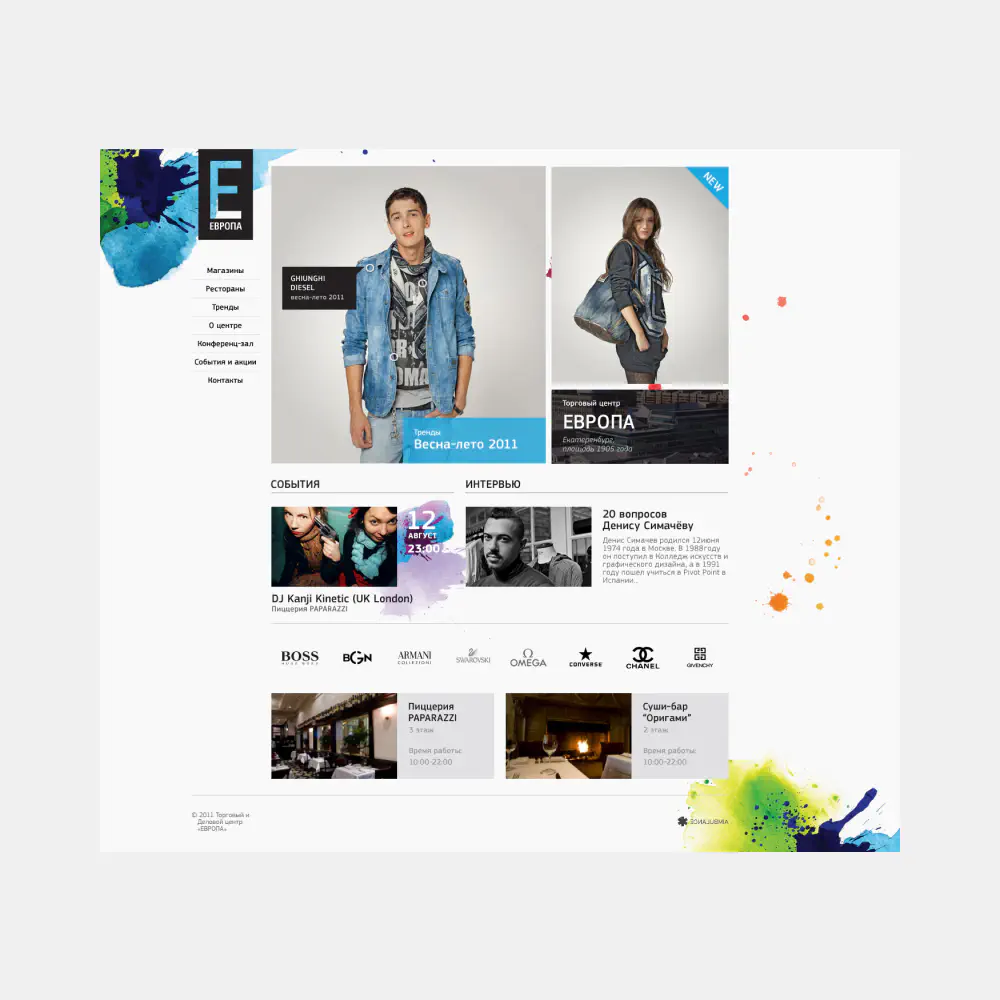 ЕВРОПА
Магазины
Рестораны
Тренды
О центре
Конференц-зал
События и акции
Контакты
GHIUNGHI
DIESEL
весна-лето 2011
Тренды
Весна-лето 2011
NEW
Торговый центр
ЕВРОПА
Екатеринбург,
площадь 1905 года
СОБЫТИЯ
12
АВГУСТ
23:00
DJ Kanji Kinetic (UK London)
Пиццерия PAPARAZZI
ИНТЕРВЬЮ
20 вопросов
Денису Симачёву
Денис Симачев родился 12июня
1974 года в Москве. В 1988году
он поступил в Колледж искусств и
графического дизайна, а в 1991
году пошел учиться в Pivot Point в
Испании...
BOSS
HUGO BOSS
BGN
ARMANI
COLLEZIONI
SWAROVSKI
OMEGA
CONVERSE
CHANEL
GIVENCHY
Пиццерия
PAPARAZZI
3 этаж
Время работы:
10:00-22:00
Суши-бар
"Оригами"
2 этаж
Время работы:
10:00-22:00
© 2011 Торговый и
Деловой центр
«ЕВРОПА»